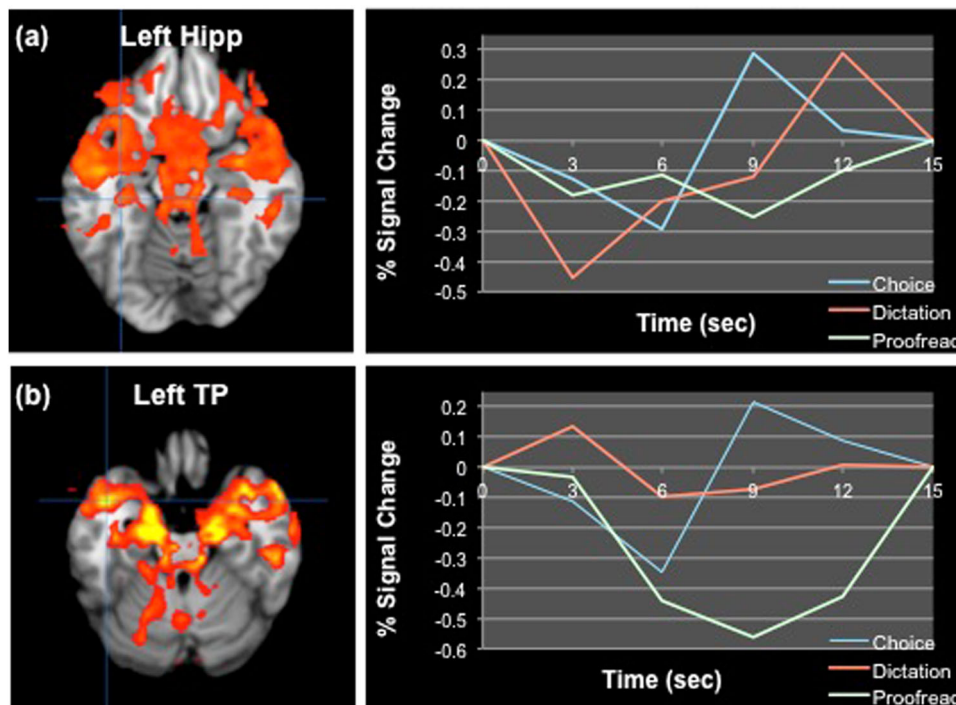 (a) Left Hipp
% Signal Change
0.3
0.2
0.1
0
-0.1
-0.2
-0.3
-0.4
-0.5
0 3 6 9 12 15
Time (sec)
Choice
Dictation
Proofread
(b) Left TP
% Signal Change
0.2
0.1
0
-0.1
-0.2
-0.3
-0.4
-0.5
-0.6
0 3 6 9 12 15
Time (sec)
Choice
Dictation
Proofread